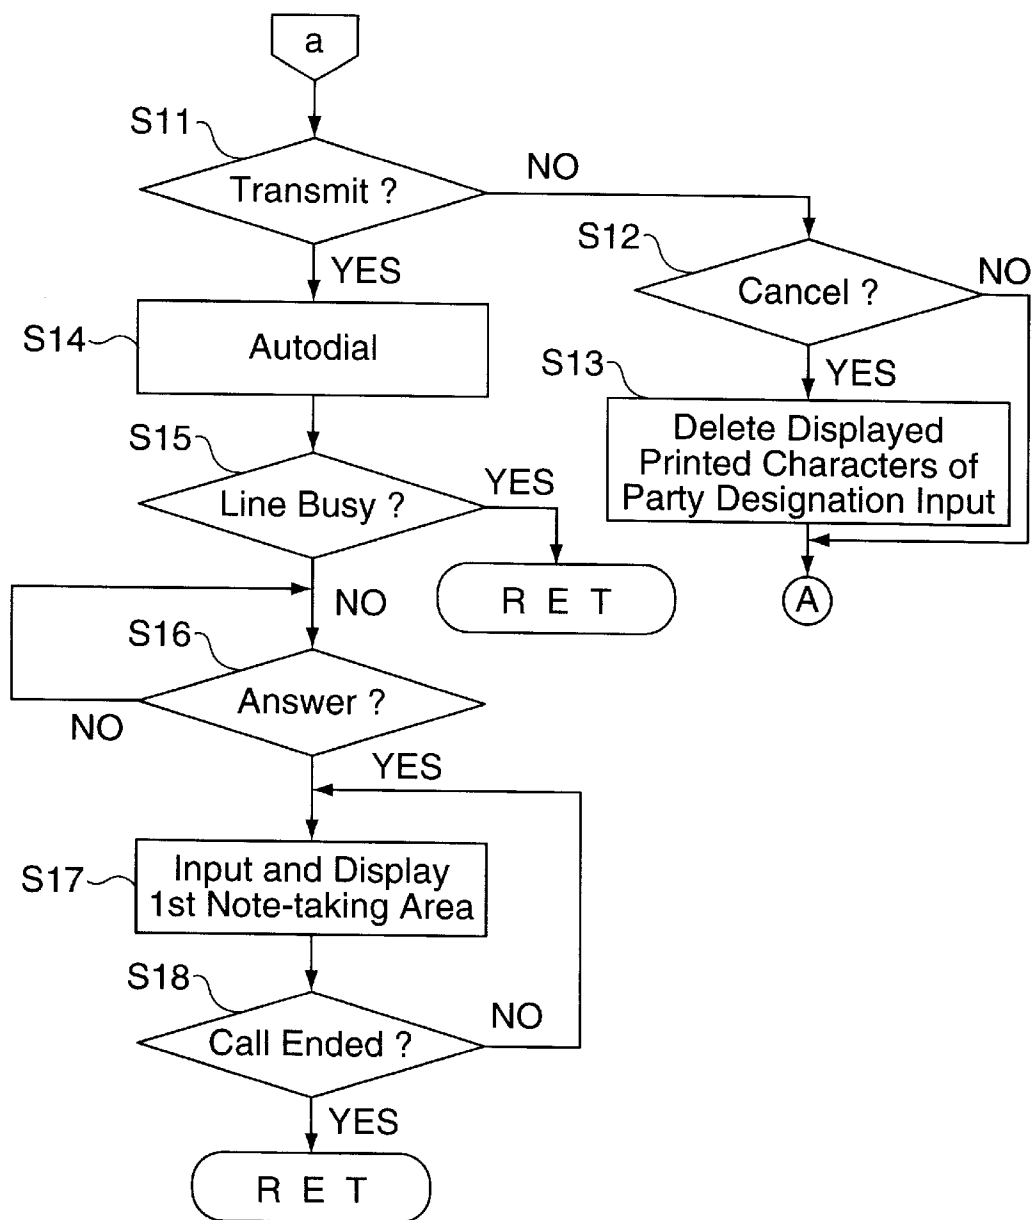 a
S11
Transmit ?
NO
YES
S12
Cancel ?
NO
YES
S13
Delete Displayed
Printed Characters of
Party Designation Input
A
S14
Autodial
S15
Line Busy ?
YES
R E T
NO
S16
Answer ?
NO
YES
S17
Input and Display
1st Note-taking Area
S18
Call Ended ?
NO
YES
R E T